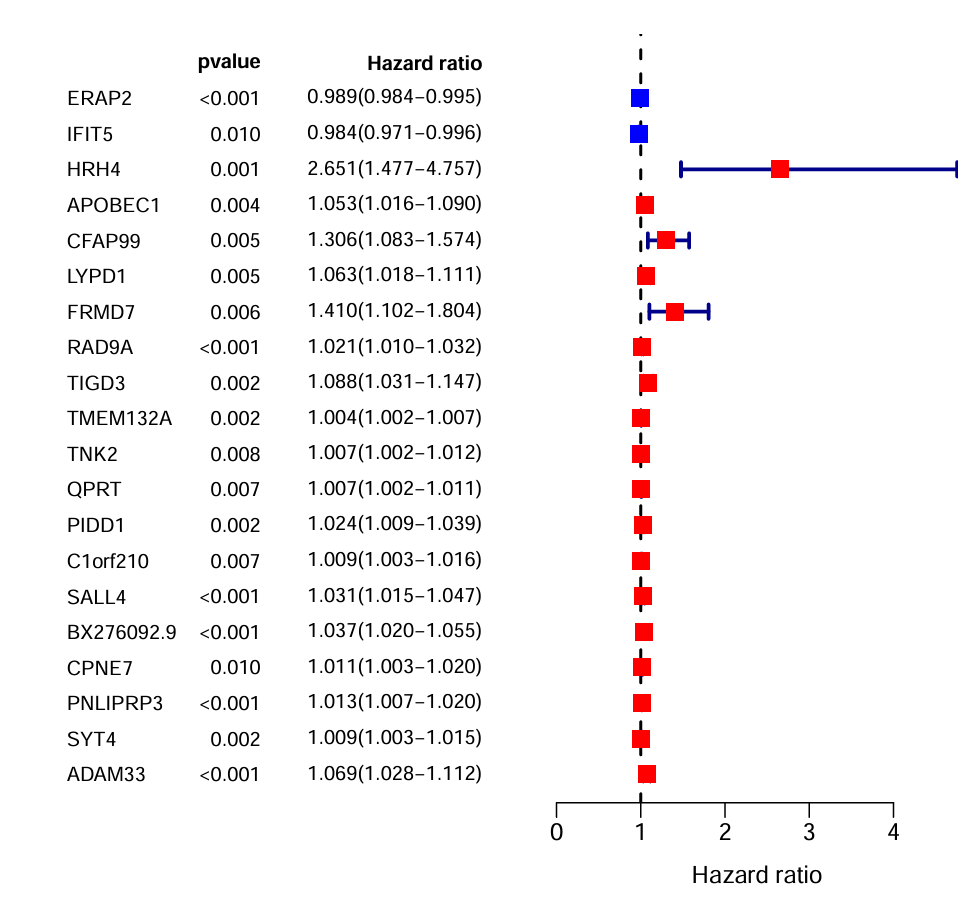 pvalue Hazard ratio
ERAP2 <0.001 0.989(0.984−0.995)
IFIT5 0.010 0.984(0.971−0.996)
HRH4 0.001 2.651(1.477−4.757)
APOBEC1 0.004 1.053(1.016−1.090)
CFAP99 0.005 1.306(1.083−1.574)
LYPD1 0.005 1.063(1.018−1.111)
FRMD7 0.006 1.410(1.102−1.804)
RAD9A <0.001 1.021(1.010−1.032)
TIGD3 0.002 1.088(1.031−1.147)
TMEM132A 0.002 1.004(1.002−1.007)
TNK2 0.008 1.007(1.002−1.012)
QPRT 0.007 1.007(1.002−1.011)
PIDD1 0.002 1.024(1.009−1.039)
C1orf210 0.007 1.009(1.003−1.016)
SALL4 <0.001 1.031(1.015−1.047)
BX276092.9 <0.001 1.037(1.020−1.055)
CPNE7 0.010 1.011(1.003−1.020)
PNLIPRP3 <0.001 1.013(1.007−1.020)
SYT4 0.002 1.009(1.003−1.015)
ADAM33 <0.001 1.069(1.028−1.112)
0 1 2 3 4
Hazard ratio